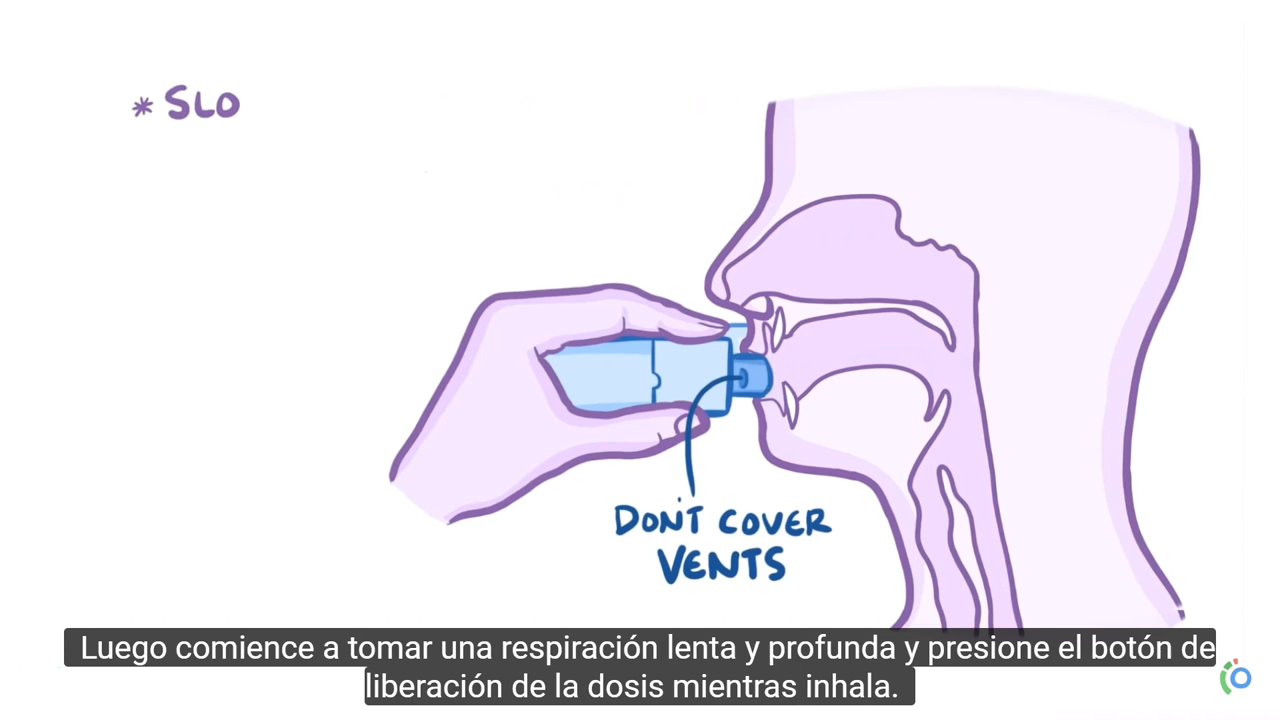 * SLO
DON'T COVER
VENTS
Luego comience a tomar una respiración lenta y profunda y presione el botón de
liberación de la dosis mientras inhala.